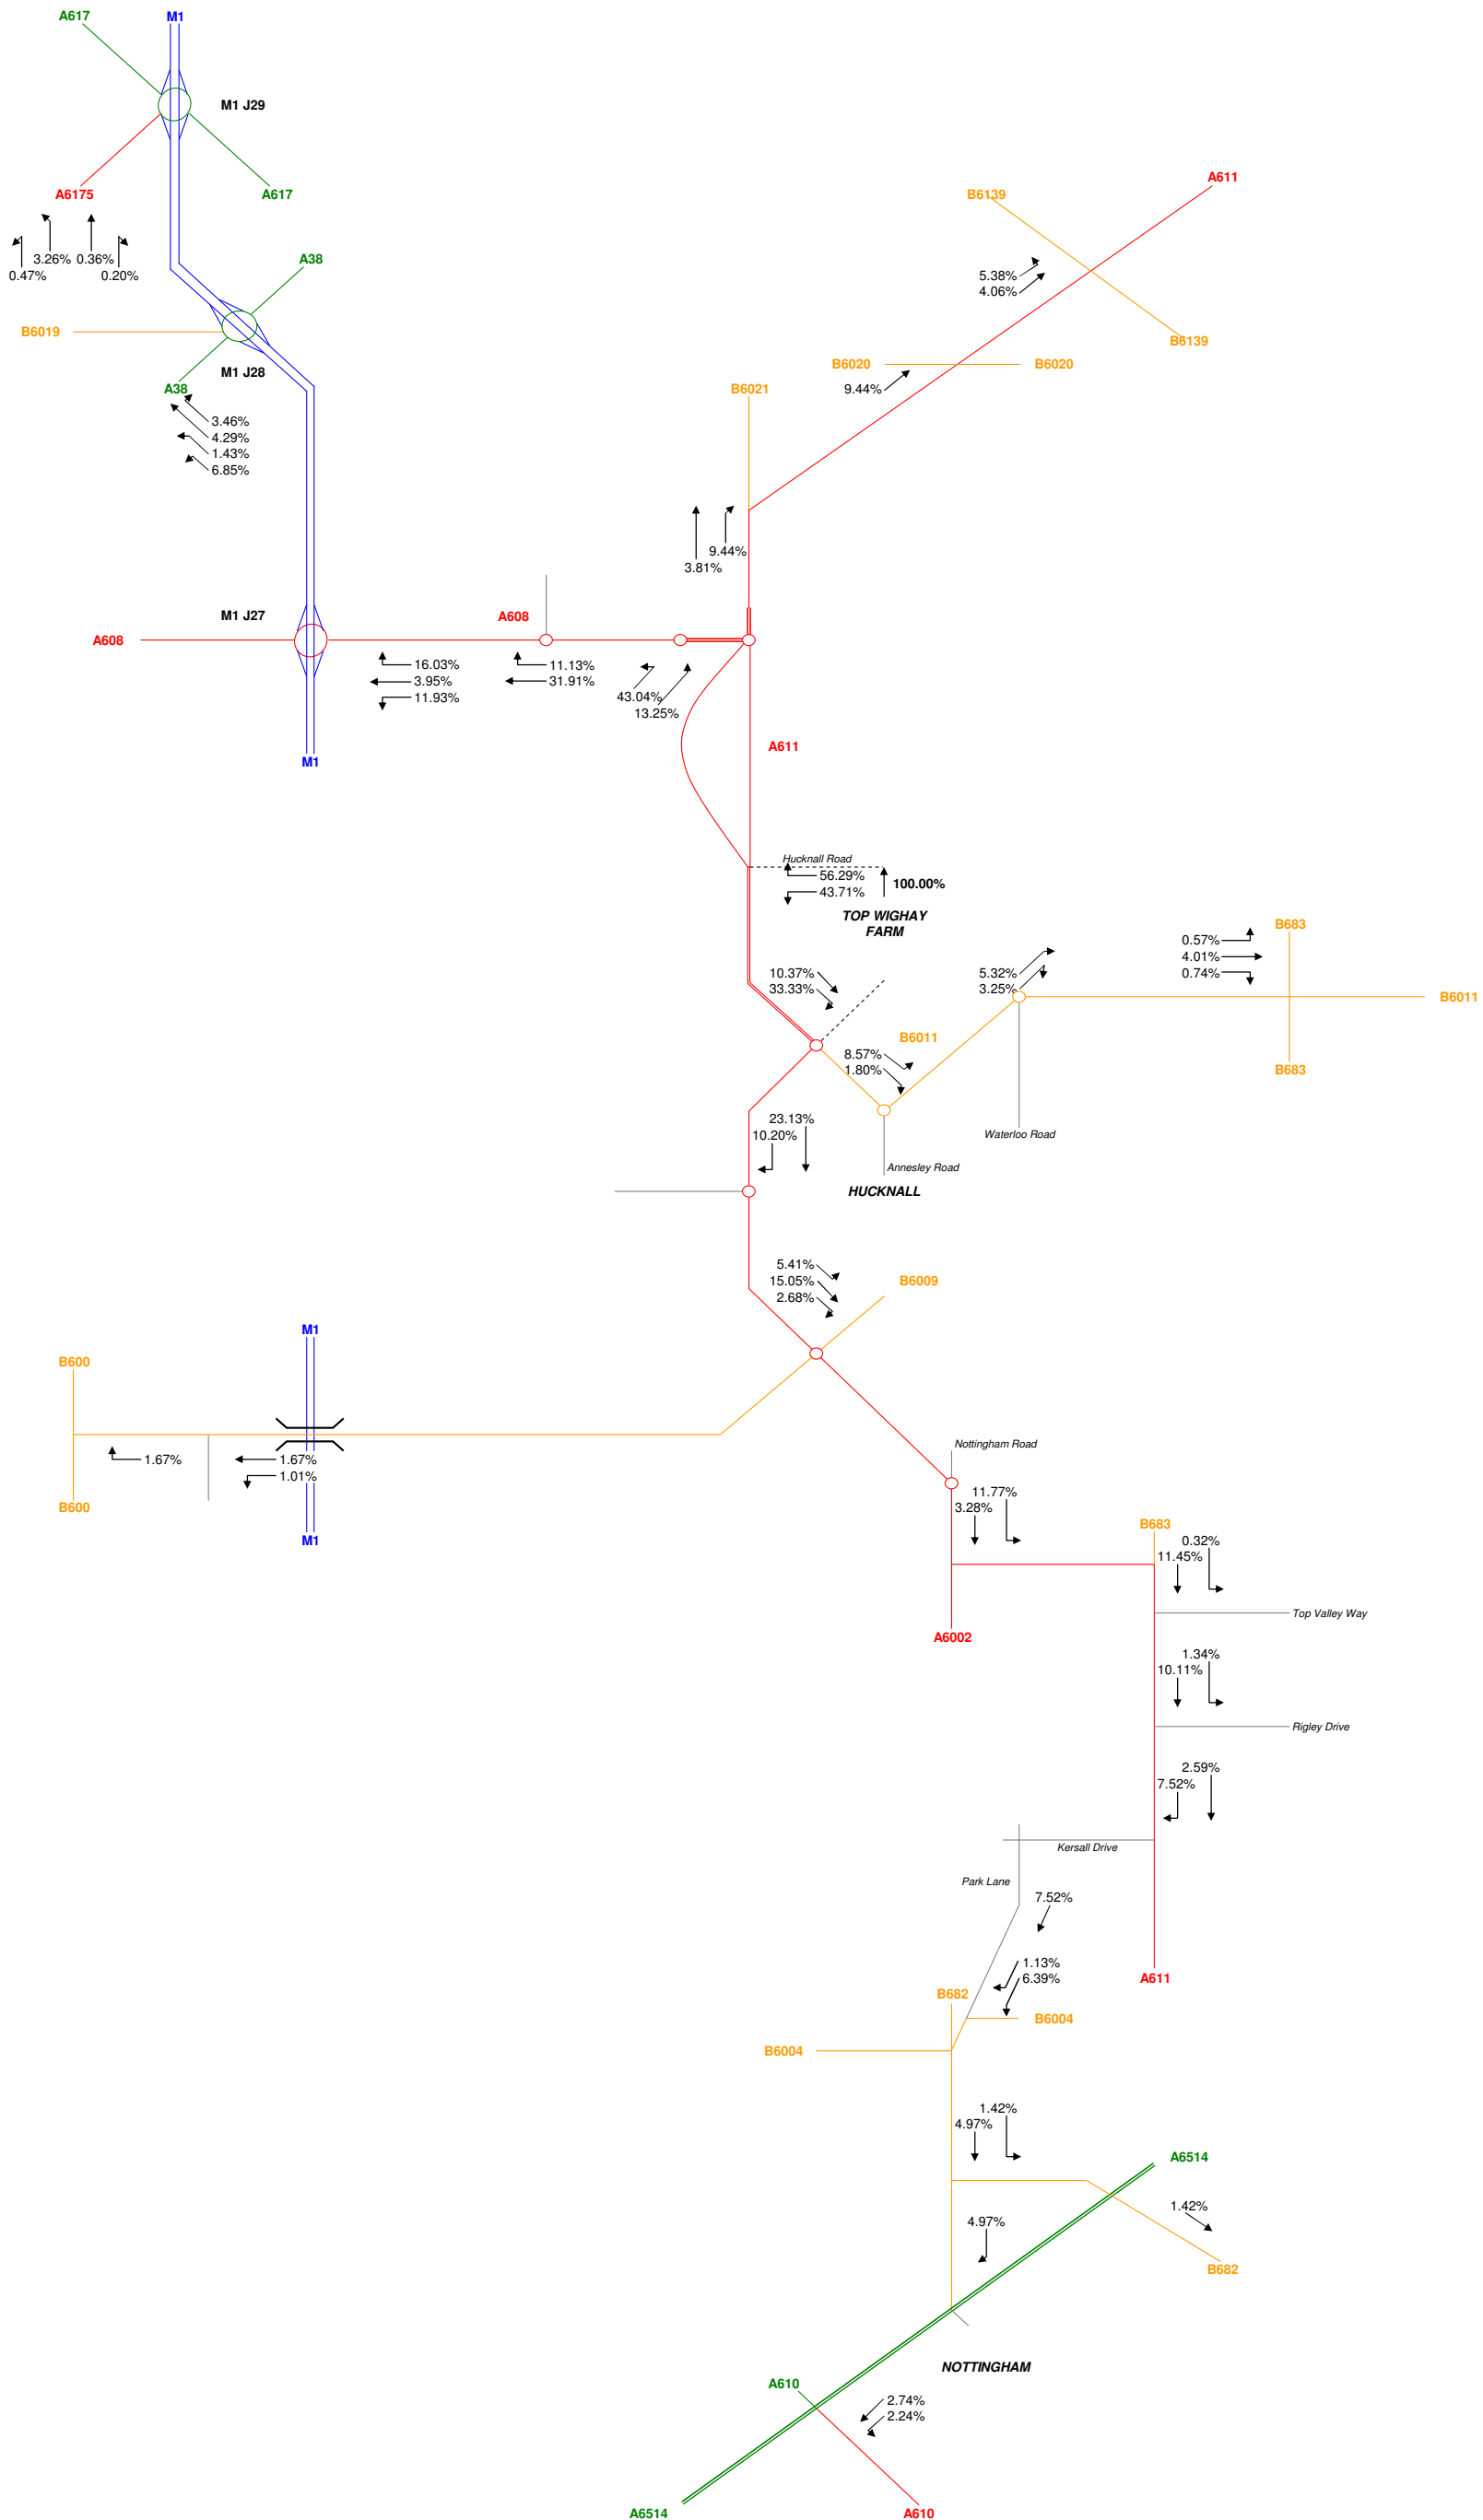 A617
M1
M1 J29
A6175
A617
3.26%
0.36%
0.47%
0.20%
A38
B6019
M1 J28
A38
3.46%
4.29%
1.43%
6.85%
A611
B6139
5.38%
4.06%
B6139
B6020
B6020
9.44%
B6021
9.44%
3.81%
M1 J27
A608
A608
16.03%
3.95%
11.93%
11.13%
31.91%
43.04%
13.25%
M1
A611
Hucknall Road
56.29%
43.71%
100.00%
TOP WIGHAY
FARM
10.37%
33.33%
5.32%
3.25%
0.57%
4.01%
0.74%
B683
B6011
B683
B6011
8.57%
1.80%
Waterloo Road
23.13%
10.20%
Annesley Road
HUCKNALL
5.41%
15.05%
2.68%
B6009
M1
B600
1.67%
1.67%
1.01%
B600
M1
Nottingham Road
11.77%
3.28%
B683
0.32%
11.45%
Top Valley Way
A6002
1.34%
10.11%
Rigley Drive
2.59%
7.52%
Kersall Drive
Park Lane
7.52%
1.13%
6.39%
A611
B682
B6004
B6004
1.42%
4.97%
A6514
1.42%
4.97%
B682
NOTTINGHAM
A610
2.74%
2.24%
A6514
A610